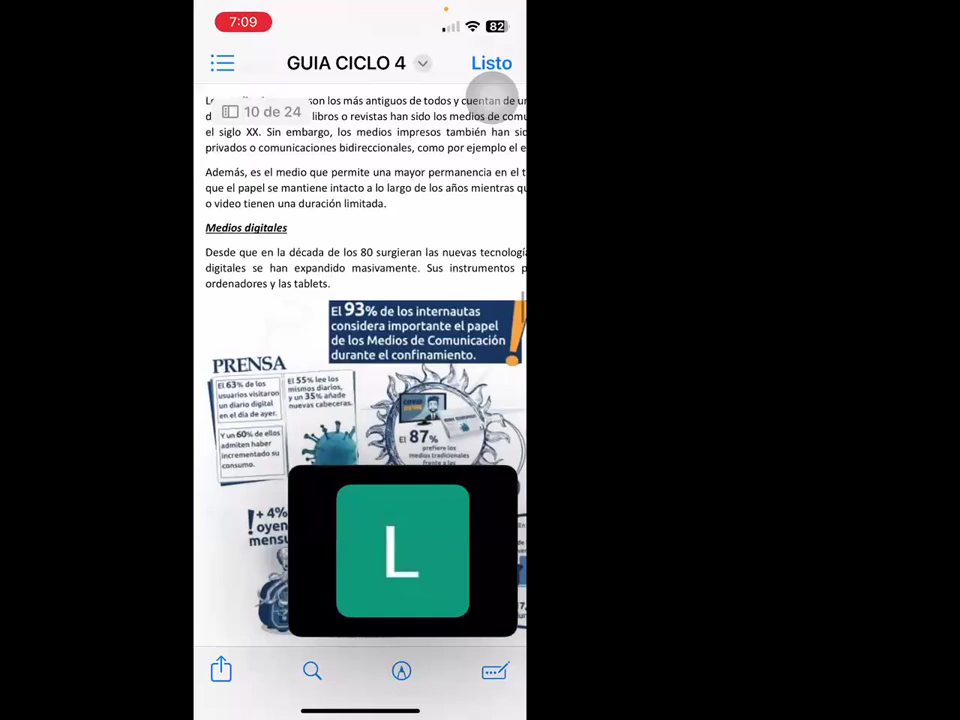 7:09
82
GUIA CICLO 4
Listo
son los más antiguos de todos y cuentan de
10 de 24
libros o revistas han sido los medios de
el siglo XX. Sin embargo, los medios impresos también han
privados o comunicaciones bidireccionales, como por ejemplo el
Además, es el medio que permite una mayor permanencia en el
que el papel se mantiene intacto a lo largo de los años mientras
o video tienen una duración limitada.
Medios digitales
Desde que en la década de los 80 surgieran las nuevas
digitales se han expandido masivamente. Sus instrumentos
ordenadores y las tablets.
El 93% de los internautas
considera importante el papel
de los Medios de Comunicación
durante el confinamiento.
!
PRENSA
El 63% de los
usuarios visitaron
un diario digital
en el día de ayer.
Y un 60% de ellos
admiten haber
incrementado su
consumo.
El 55% lee los
mismos diarios,
y un 35% añade
nuevas cabeceras.
El 87%
prefiere los
medios tradicionales
frente a las
! + 4%
L